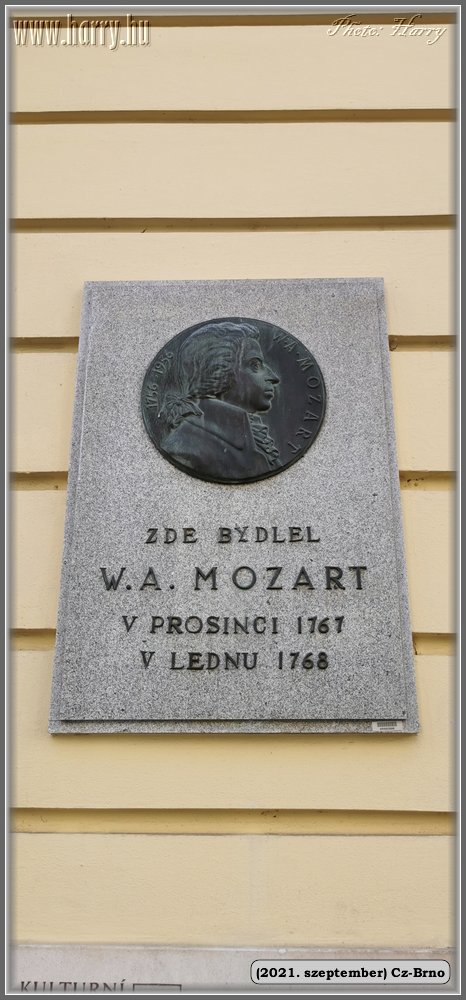 www.harry.hu
Photo: Harry
1756-1956 W·A·MOZART
ZDE BYDLEL
W. A. MOZART
V PROSINCI 1767
V LEDNU 1768
KULTURNÍ
(2021. szeptember) Cz-Brno